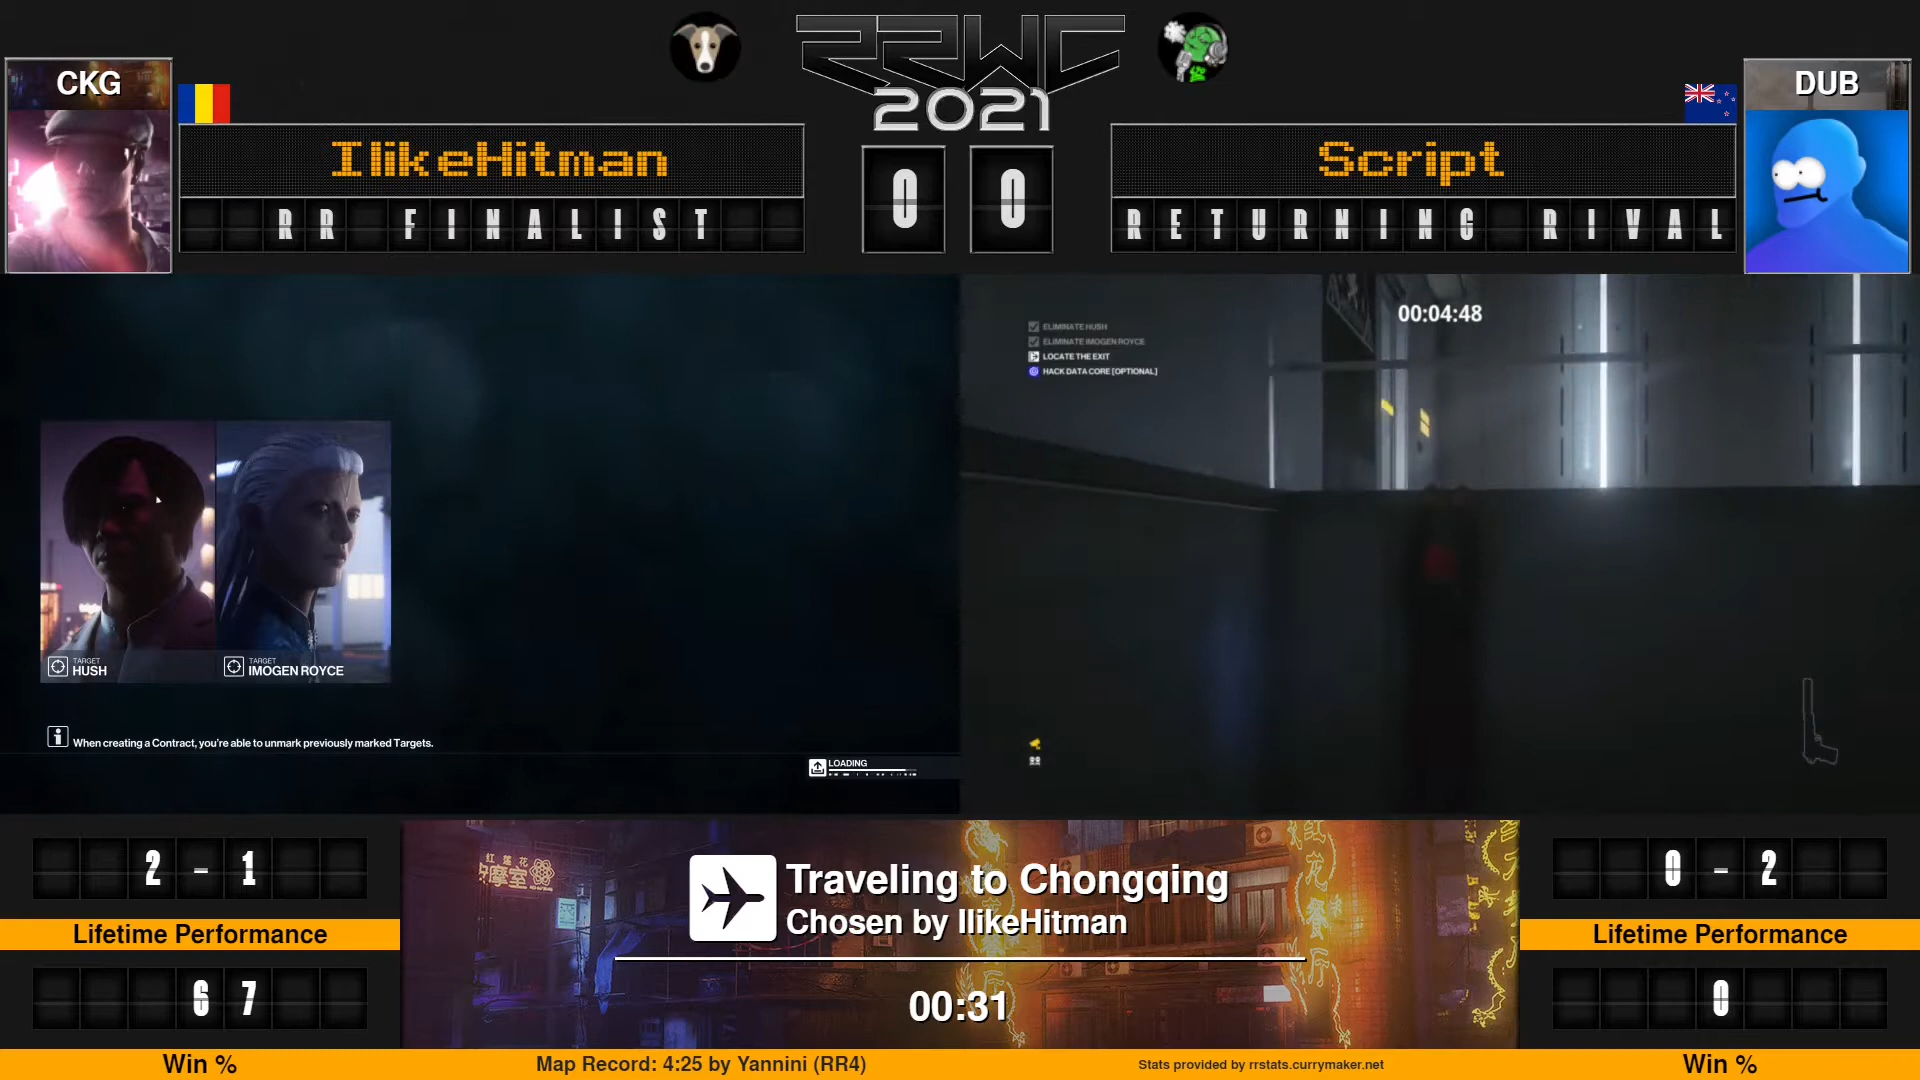 RRWC
2021
CKG
IlikeHitman
RR FINALIST
0 0
DUB
Script
RETURNING RIVAL
TARGET
HUSH
TARGET
IMOGEN ROYCE
When creating a Contract, you're able to unmark previously marked Targets.
LOADING
00:04:48
ELIMINATE HUSH
ELIMINATE IMOGEN ROYCE
LOCATE THE EXIT
HACK DATA CORE [OPTIONAL]
2 - 1
Lifetime Performance
67
Win %
Traveling to Chongqing
Chosen by IlikeHitman
00:31
Map Record: 4:25 by Yannini (RR4)
Stats provided by rrstats.currymaker.net
0 - 2
Lifetime Performance
0
Win %